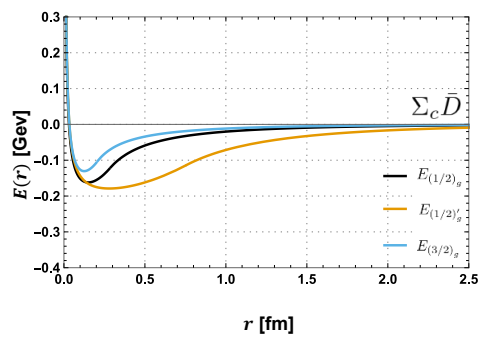 0.3
0.2
0.1
0.0
−0.1
−0.2
−0.3
−0.4
E(r) [Gev]
Σ_c D̄
E_{(1/2)_g}
E_{(1/2)'_g}
E_{(3/2)_g}
0.0 0.5 1.0 1.5 2.0 2.5
r [fm]